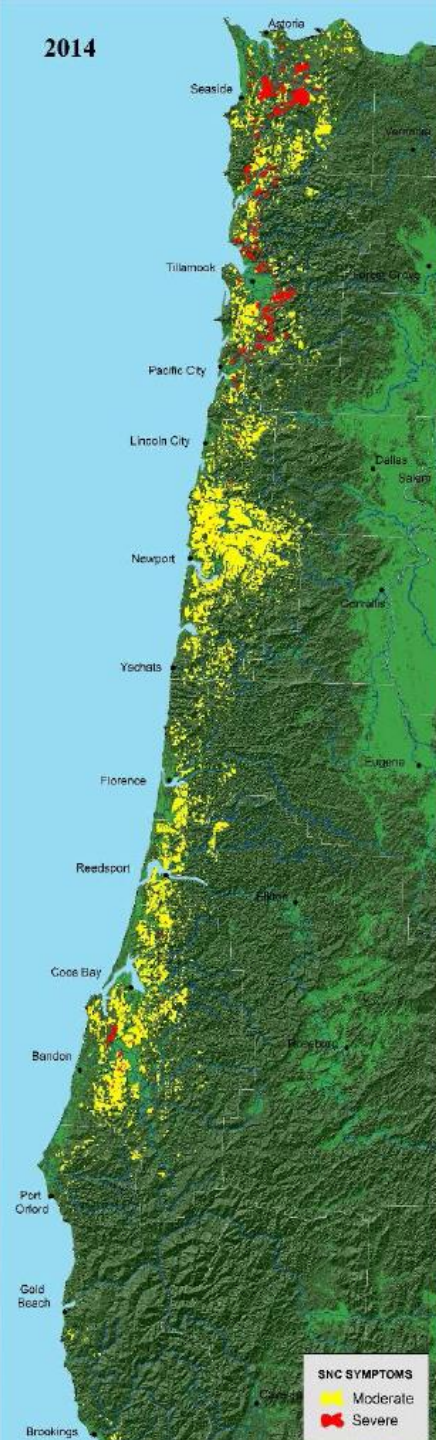 2014
Astoria
Seaside
Tillamook
Forest Grove
Pacific City
Lincoln City
Dallas
Salem
Newport
Corvallis
Yachats
Florence
Eugene
Reedsport
Elkton
Coos Bay
Roseburg
Bandon
Port
Orford
Gold
Beach
SNC SYMPTOMS
Moderate
Severe
Brookings